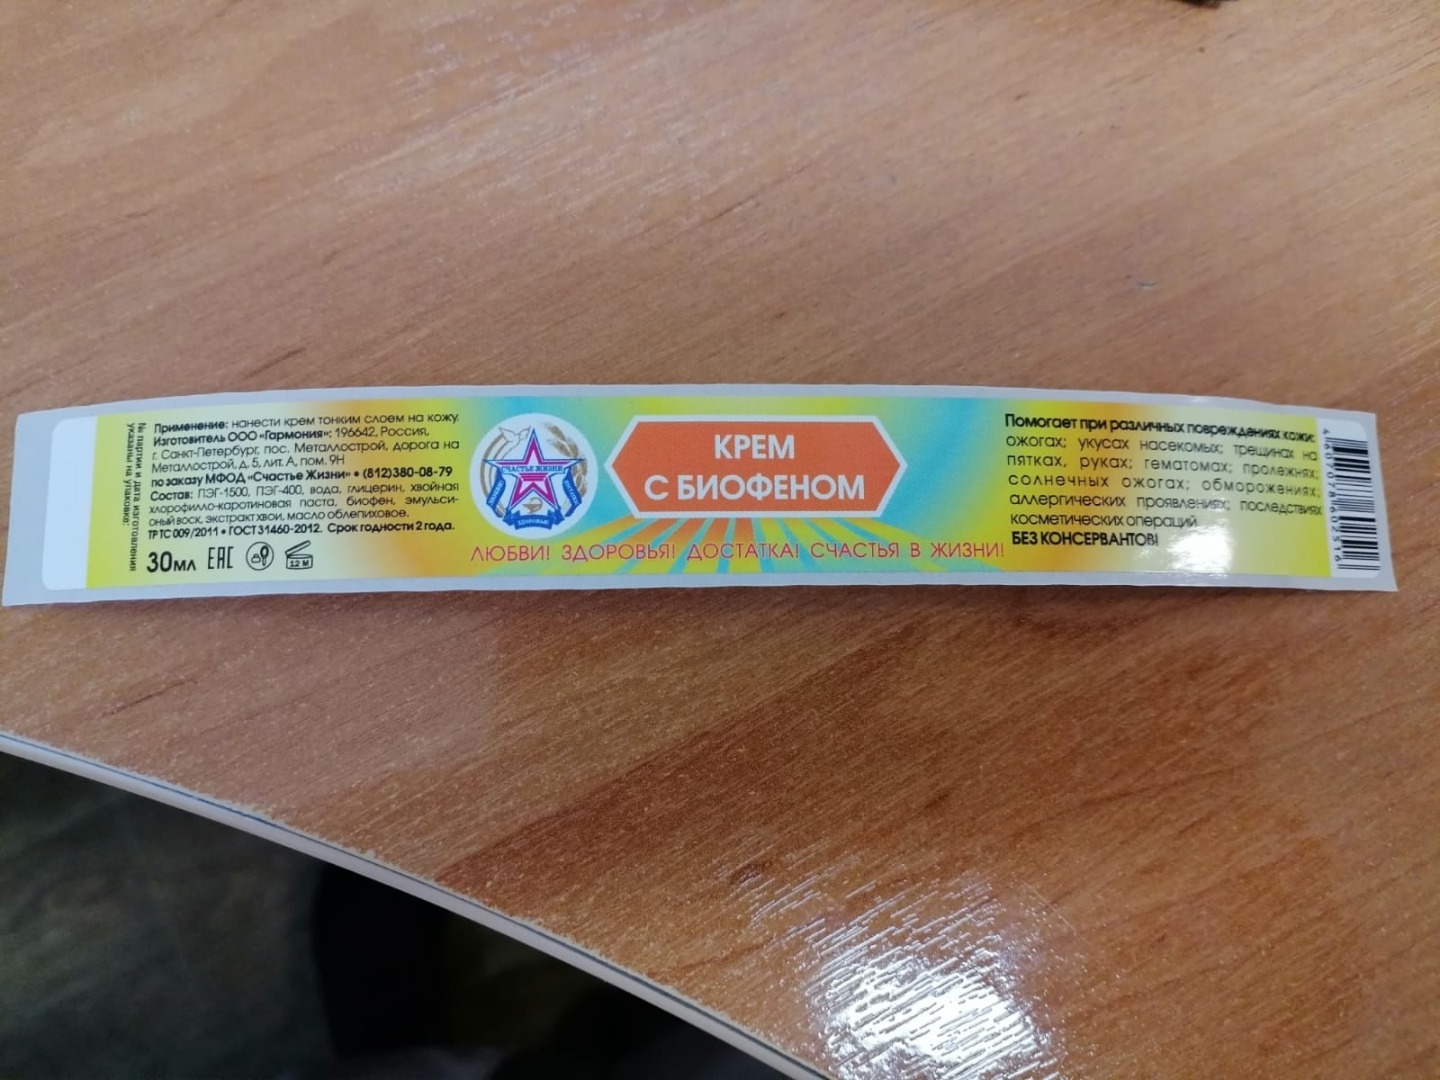 № партии и дата изготовления
указаны на упаковке:
Применение: нанести крем тонким слоем на кожу.
Изготовитель ООО «Гармония»: 196642, Россия,
г. Санкт-Петербург, пос. Металлострой, дорога на
Металлострой, д. 5, лит. А, пом. 9Н
по заказу МФОД «Счастье Жизни» • (812)380-08-79
Состав: ПЭГ-1500, ПЭГ-400, вода, глицерин, хвойная
хлорофилло-каротиновая паста, биофен, эмульси-
оный воск, экстракт хвои, масло облепиховое.
ТР ТС 009/2011 • ГОСТ 31460-2012. Срок годности 2 года.
30мл EAC 12 M
СЧАСТЬЕ ЖИЗНИ
ЗДОРОВЬЯ!
КРЕМ
С БИОФЕНОМ
ЛЮБВИ! ЗДОРОВЬЯ! ДОСТАТКА! СЧАСТЬЯ В ЖИЗНИ!
Помогает при различных повреждениях кожи:
ожогах; укусах насекомых; трещинах на
пятках, руках; гематомах; пролежнях;
солнечных ожогах; обморожениях;
аллергических проявлениях; последствиях
косметических операций.
БЕЗ КОНСЕРВАНТОВ!